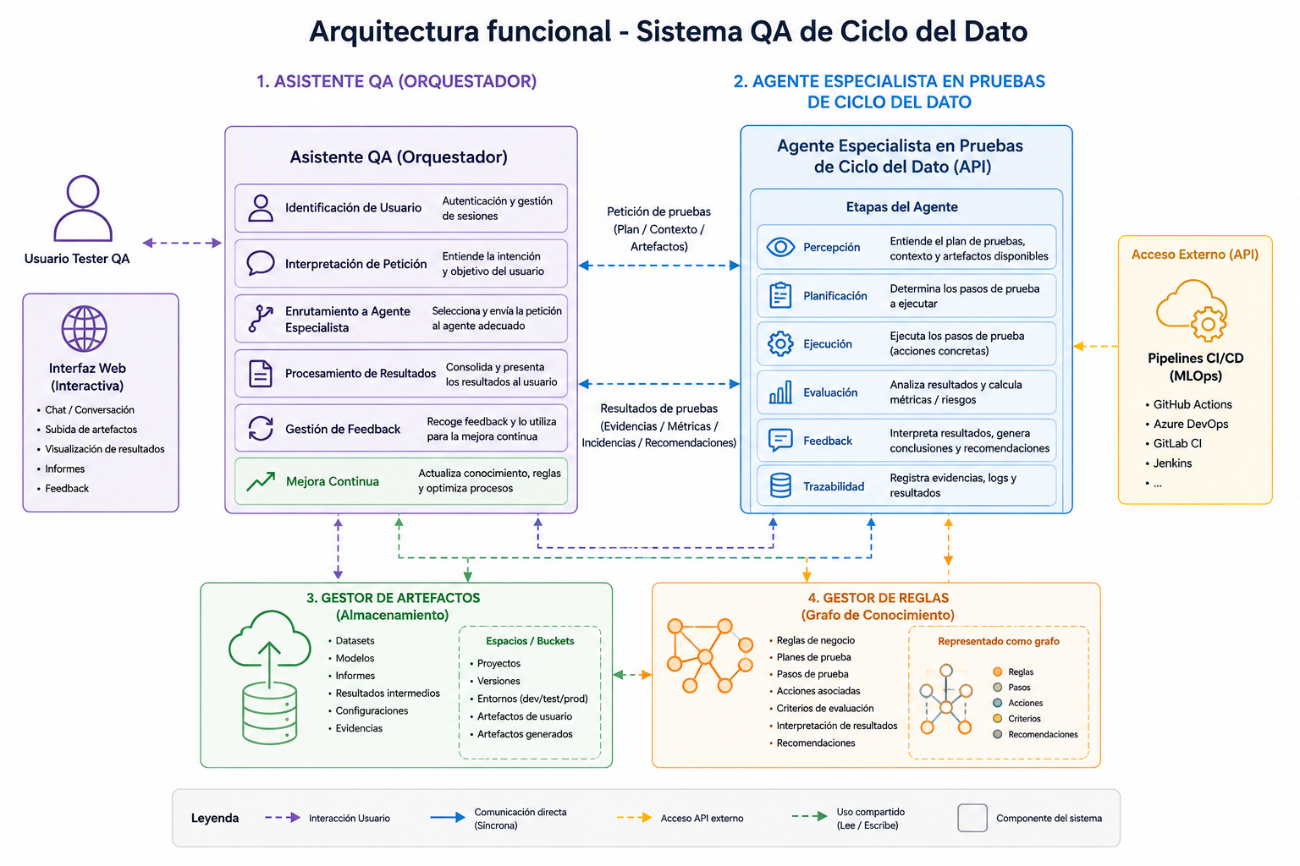 Arquitectura funcional - Sistema QA de Ciclo del Dato
1. ASISTENTE QA (ORQUESTADOR)
2. AGENTE ESPECIALISTA EN PRUEBAS
DE CICLO DEL DATO
Usuario Tester QA
Interfaz Web
(Interactiva)
• Chat / Conversación
• Subida de artefactos
• Visualización de resultados
• Informes
• Feedback
Asistente QA (Orquestador)
Identificación de Usuario
Autenticación y gestión
de sesiones
Interpretación de Petición
Entiende la intención
y objetivo del usuario
Enrutamiento a Agente
Especialista
Selecciona y envía la petición
al agente adecuado
Procesamiento de Resultados
Consolida y presenta
los resultados al usuario
Gestión de Feedback
Recoge feedback y lo utiliza
para la mejora continua
Mejora Continua
Actualiza conocimiento, reglas
y optimiza procesos
Petición de pruebas
(Plan / Contexto /
Artefactos)
Resultados de pruebas
(Evidencias / Métricas /
Incidencias / Recomendaciones)
Agente Especialista en Pruebas
de Ciclo del Dato (API)
Etapas del Agente
Percepción
Entiende el plan de pruebas,
contexto y artefactos disponibles
Planificación
Determina los pasos de prueba
a ejecutar
Ejecución
Ejecuta los pasos de prueba
(acciones concretas)
Evaluación
Analiza resultados y calcula
métricas / riesgos
Feedback
Interpreta resultados, genera
conclusiones y recomendaciones
Trazabilidad
Registra evidencias, logs y
resultados
Acceso Externo (API)
Pipelines CI/CD
(MLOps)
• GitHub Actions
• Azure DevOps
• GitLab CI
• Jenkins
• ...
3. GESTOR DE ARTEFACTOS
(Almacenamiento)
• Datasets
• Modelos
• Informes
• Resultados intermedios
• Configuraciones
• Evidencias
Espacios / Buckets
• Proyectos
• Versiones
• Entornos (dev/test/prod)
• Artefactos de usuario
• Artefactos generados
4. GESTOR DE REGLAS
(Grafo de Conocimiento)
• Reglas de negocio
• Planes de prueba
• Pasos de prueba
• Acciones asociadas
• Criterios de evaluación
• Interpretación de resultados
• Recomendaciones
Representado como grafo
Reglas
Pasos
Acciones
Criterios
Recomendaciones
Leyenda
Interacción Usuario
Comunicación directa
(Síncrona)
Acceso API externo
Uso compartido
(Lee / Escribe)
Componente del sistema